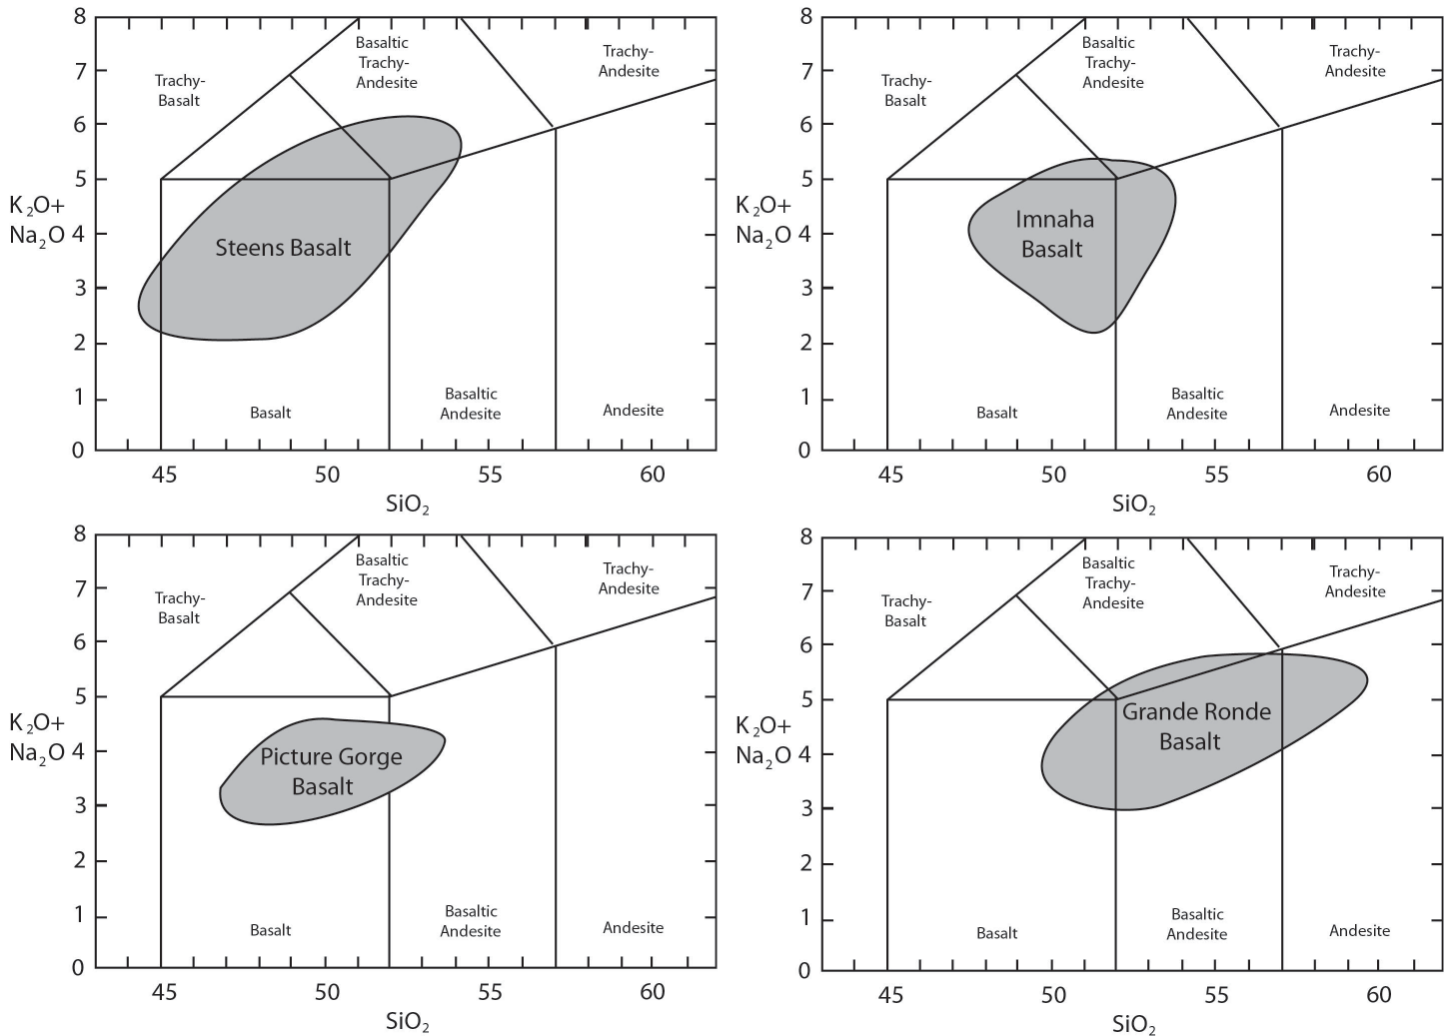 8
7
6
5
K₂O+
Na₂O 4
3
2
1
0
Trachy-
Basalt
Basaltic
Trachy-
Andesite
Trachy-
Andesite
Steens Basalt
Basalt
Basaltic
Andesite
Andesite
45 50 55 60
SiO₂
8
7
6
5
K₂O+
Na₂O 4
3
2
1
0
Trachy-
Basalt
Basaltic
Trachy-
Andesite
Trachy-
Andesite
Imnaha
Basalt
Basalt
Basaltic
Andesite
Andesite
45 50 55 60
SiO₂
8
7
6
5
K₂O+
Na₂O 4
3
2
1
0
Trachy-
Basalt
Basaltic
Trachy-
Andesite
Trachy-
Andesite
Picture Gorge
Basalt
Basalt
Basaltic
Andesite
Andesite
45 50 55 60
SiO₂
8
7
6
5
K₂O+
Na₂O 4
3
2
1
0
Trachy-
Basalt
Basaltic
Trachy-
Andesite
Trachy-
Andesite
Grande Ronde
Basalt
Basalt
Basaltic
Andesite
Andesite
45 50 55 60
SiO₂